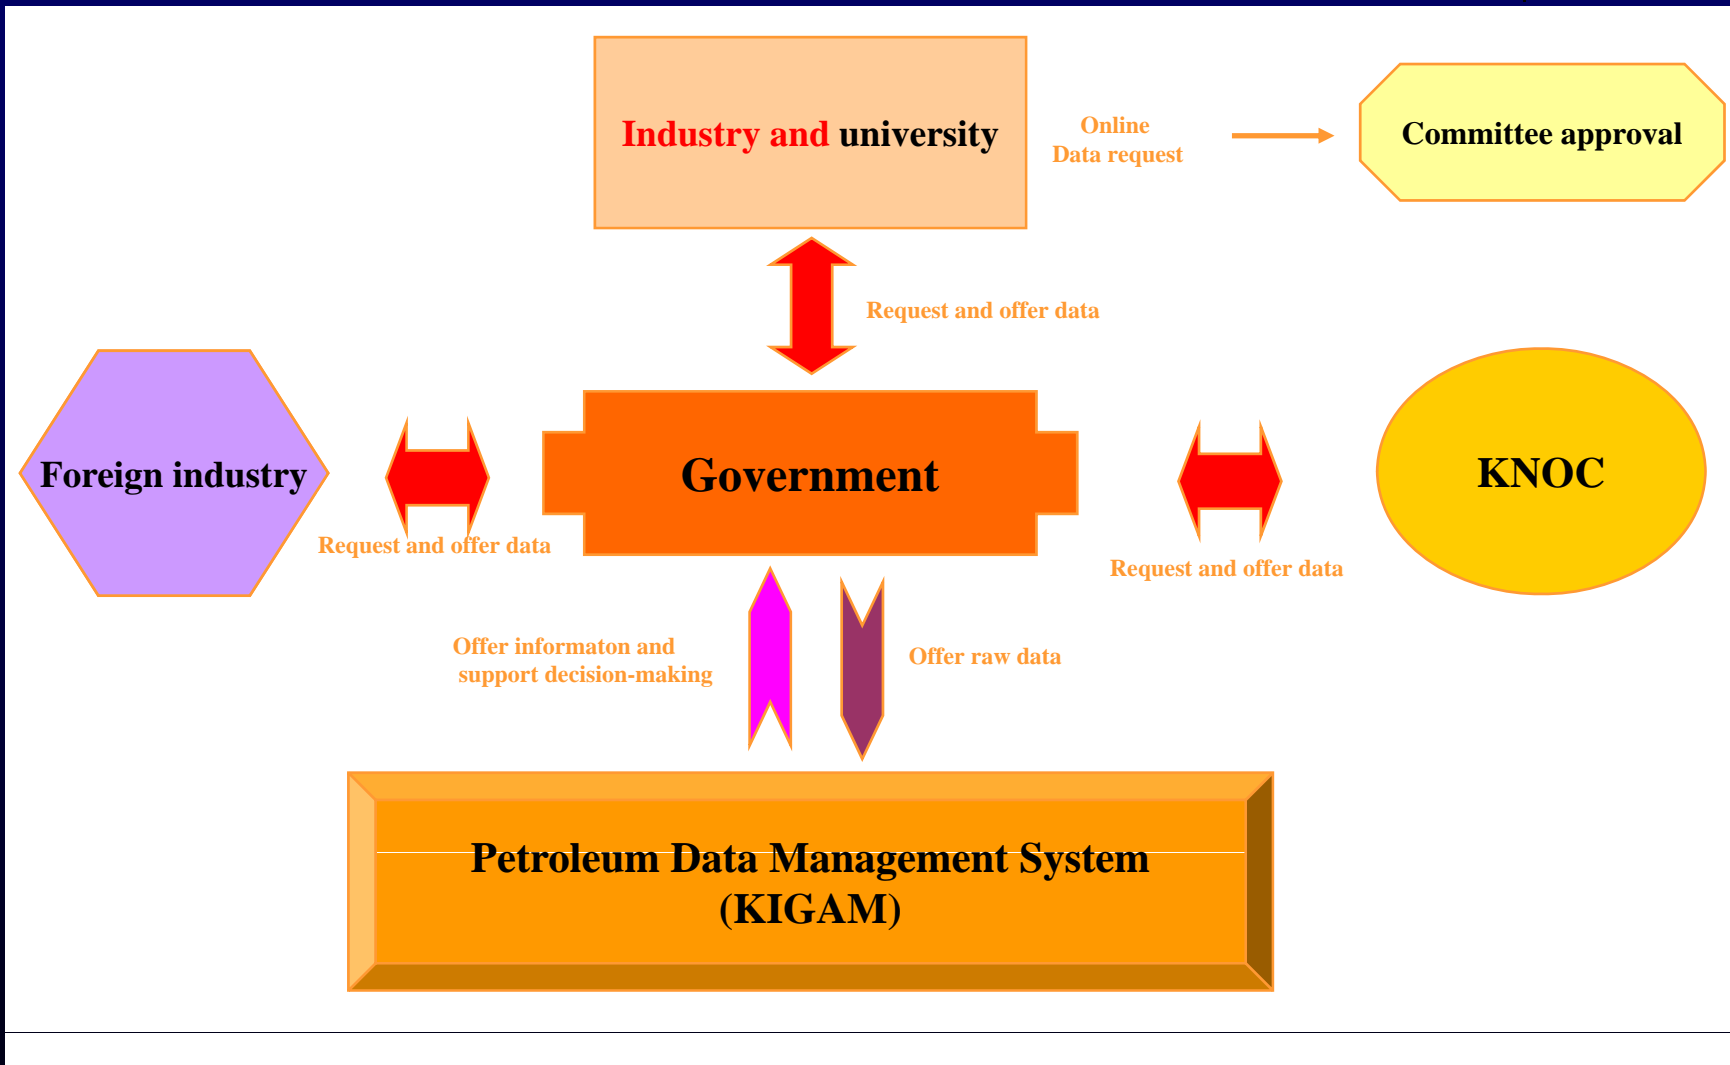 Industry and university
Online
Data request
Committee approval
Request and offer data
Foreign industry
Government
KNOC
Request and offer data
Request and offer data
Offer informaton and
support decision-making
Offer raw data
Petroleum Data Management System
(KIGAM)